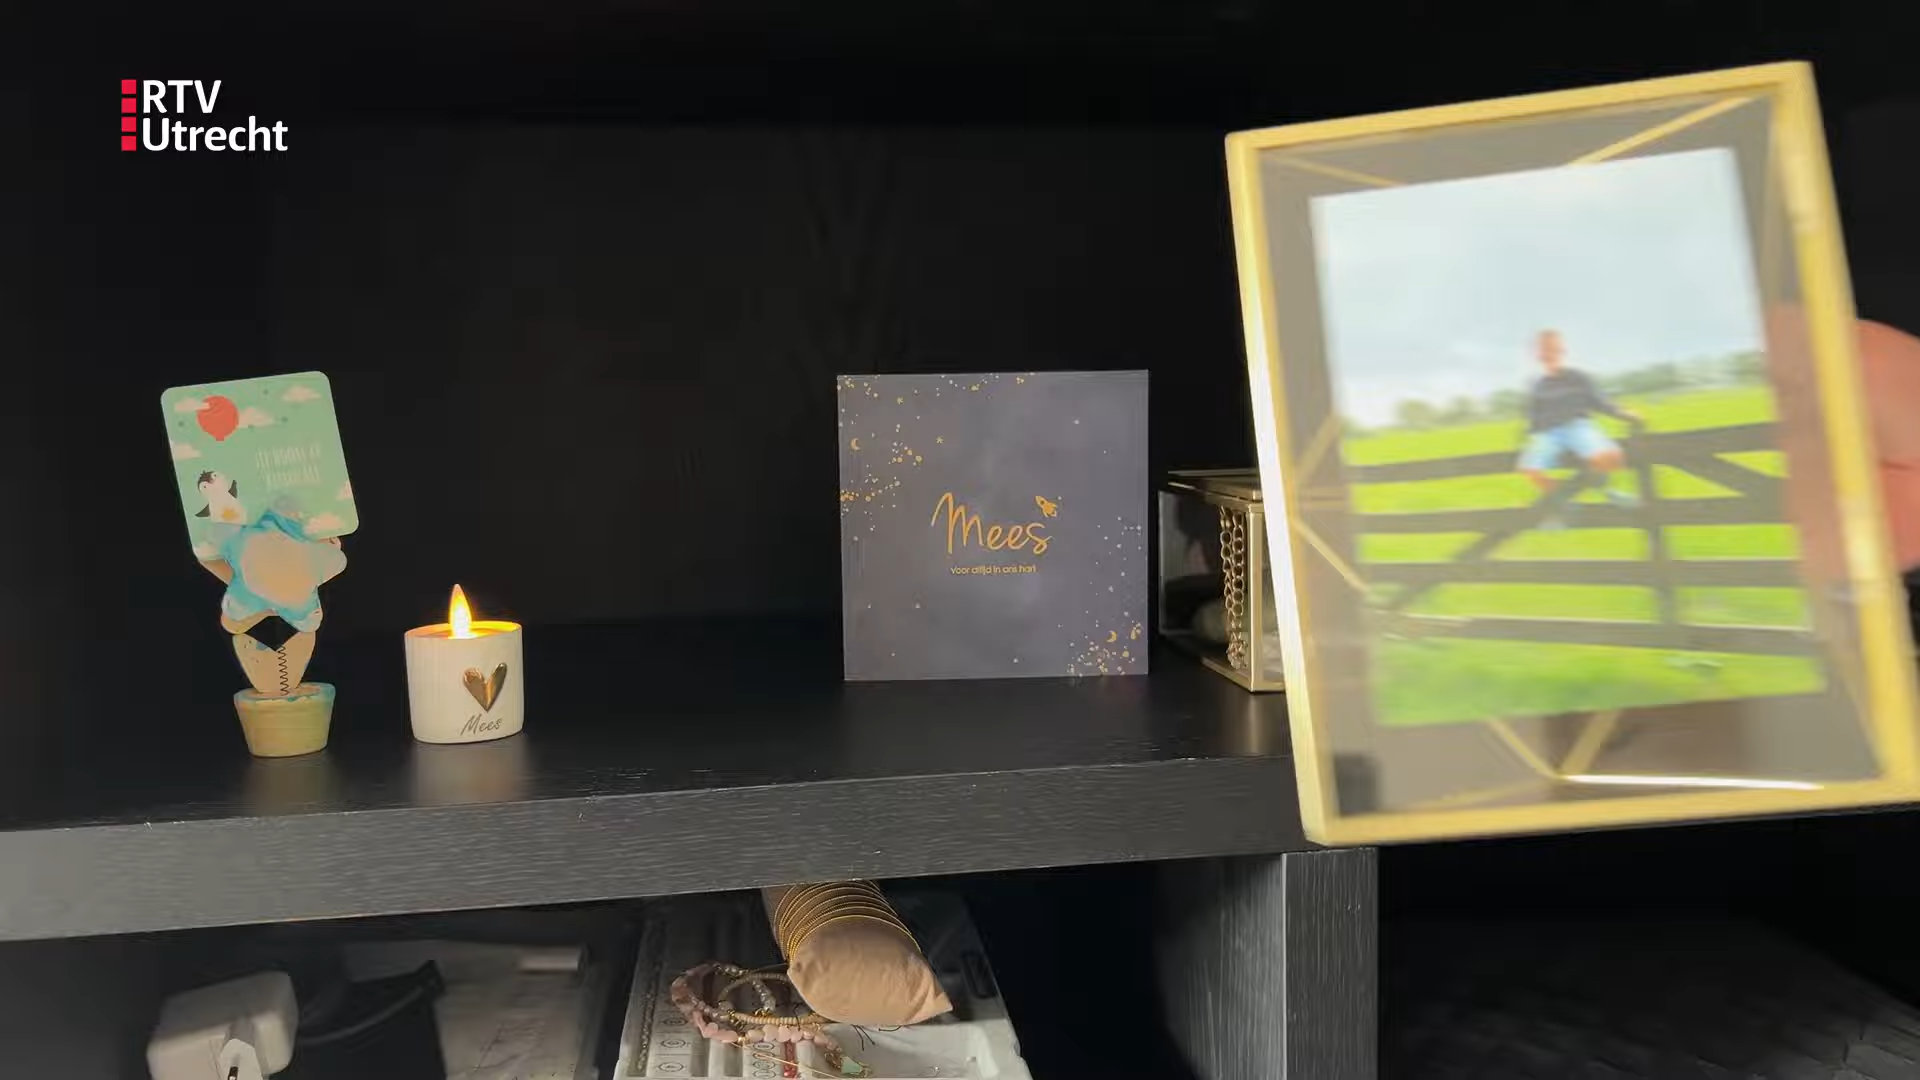 RTV
Utrecht
Mees
Voor altijd in ons hart
Mees